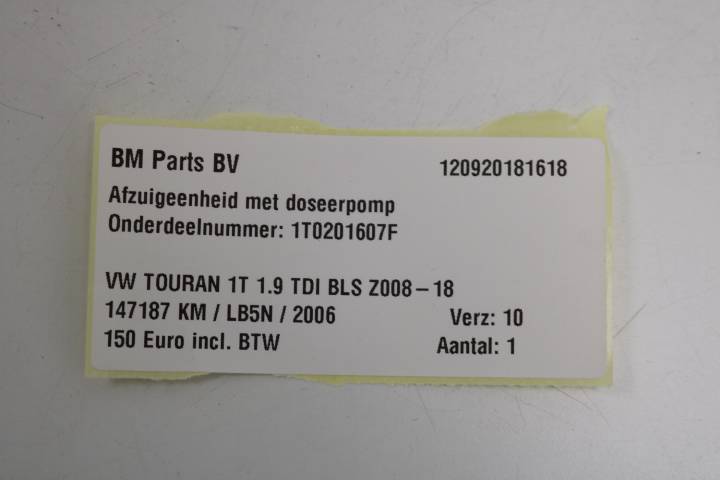 BM Parts BV 120920181618
Afzuigeenheid met doseerpomp
Onderdeelnummer: 1T0201607F
VW TOURAN 1T 1.9 TDI BLS Z008-18
147187 KM / LB5N / 2006 Verz: 10
150 Euro incl. BTW Aantal: 1